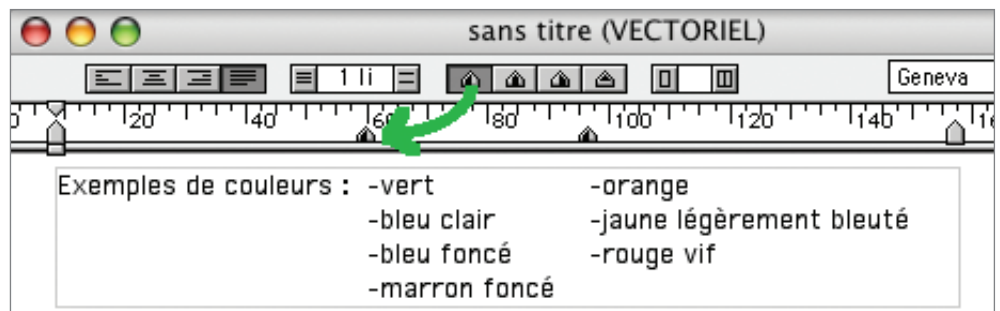 sans titre (VECTORIEL)
1 li Geneva
20 40 60 80 100 120 140
Exemples de couleurs : -vert -orange
-bleu clair -jaune légèrement bleuté
-bleu foncé -rouge vif
-marron foncé